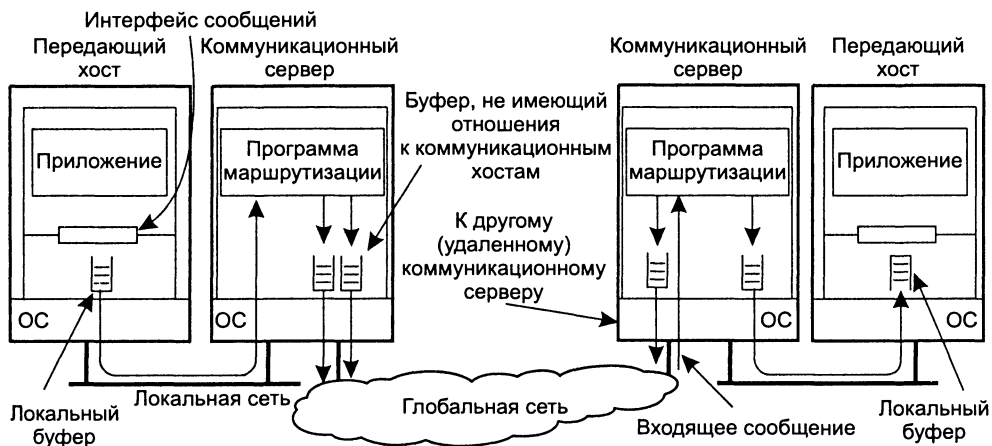 Интерфейс сообщений
Передающий
хост
Коммуникационный
сервер
Коммуникационный
сервер
Передающий
хост
Буфер, не имеющий
отношения
к коммуникационным
хостам
Приложение
Программа
маршрутизации
Программа
маршрутизации
Приложение
К другому
(удаленному)
коммуникационному
серверу
ОС
ОС
ОС
ОС
Локальный
буфер
Локальная сеть
Глобальная сеть
Входящее сообщение
Локальный
буфер